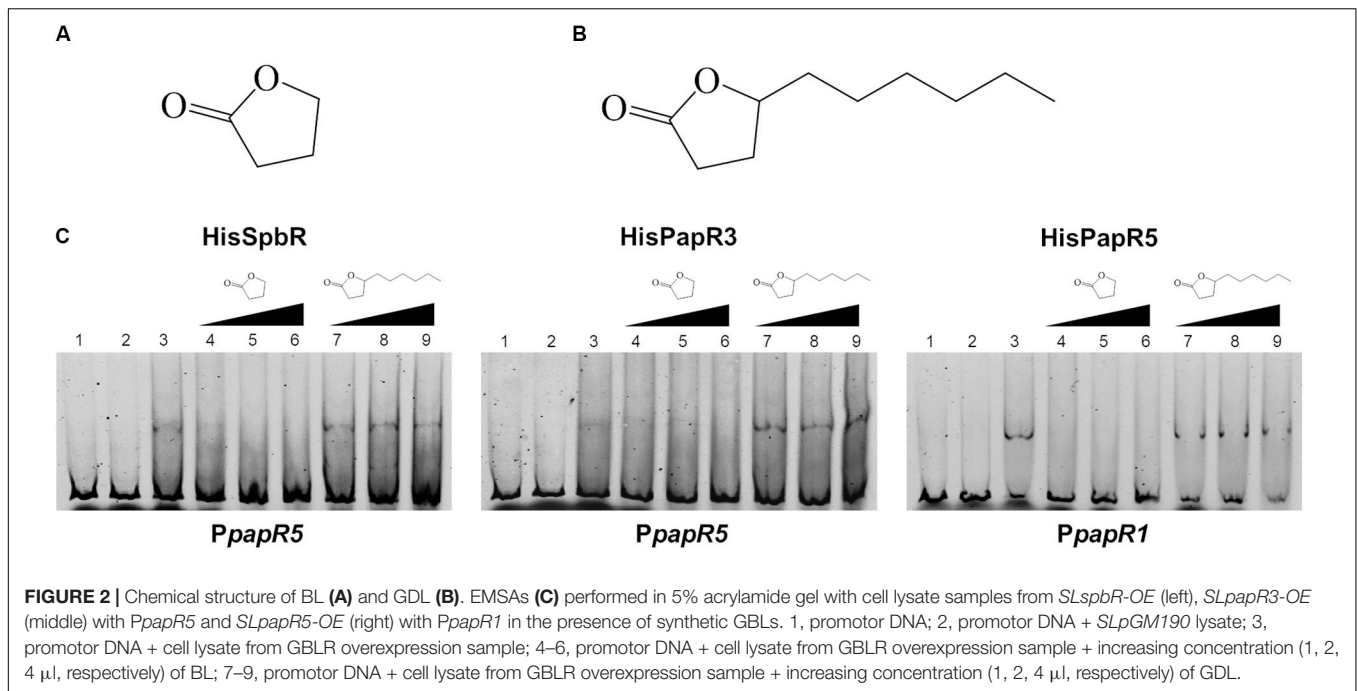 A
B
O
O
O
O
C
HisSpbR
HisPapR3
HisPapR5
O
O
O
O
O
O
O
O
O
O
O
O
1 2 3 4 5 6 7 8 9
1 2 3 4 5 6 7 8 9
1 2 3 4 5 6 7 8 9
PpapR5
PpapR5
PpapR1
FIGURE 2 | Chemical structure of BL (A) and GDL (B). EMSAs (C) performed in 5% acrylamide gel with cell lysate samples from SLspbR-OE (left), SLpapR3-OE
(middle) with PpapR5 and SLpapR5-OE (right) with PpapR1 in the presence of synthetic GBLs. 1, promotor DNA; 2, promotor DNA + SLpGM190 lysate; 3,
promotor DNA + cell lysate from GBLR overexpression sample; 4–6, promotor DNA + cell lysate from GBLR overexpression sample + increasing concentration (1, 2,
4 μl, respectively) of BL; 7–9, promotor DNA + cell lysate from GBLR overexpression sample + increasing concentration (1, 2, 4 μl, respectively) of GDL.